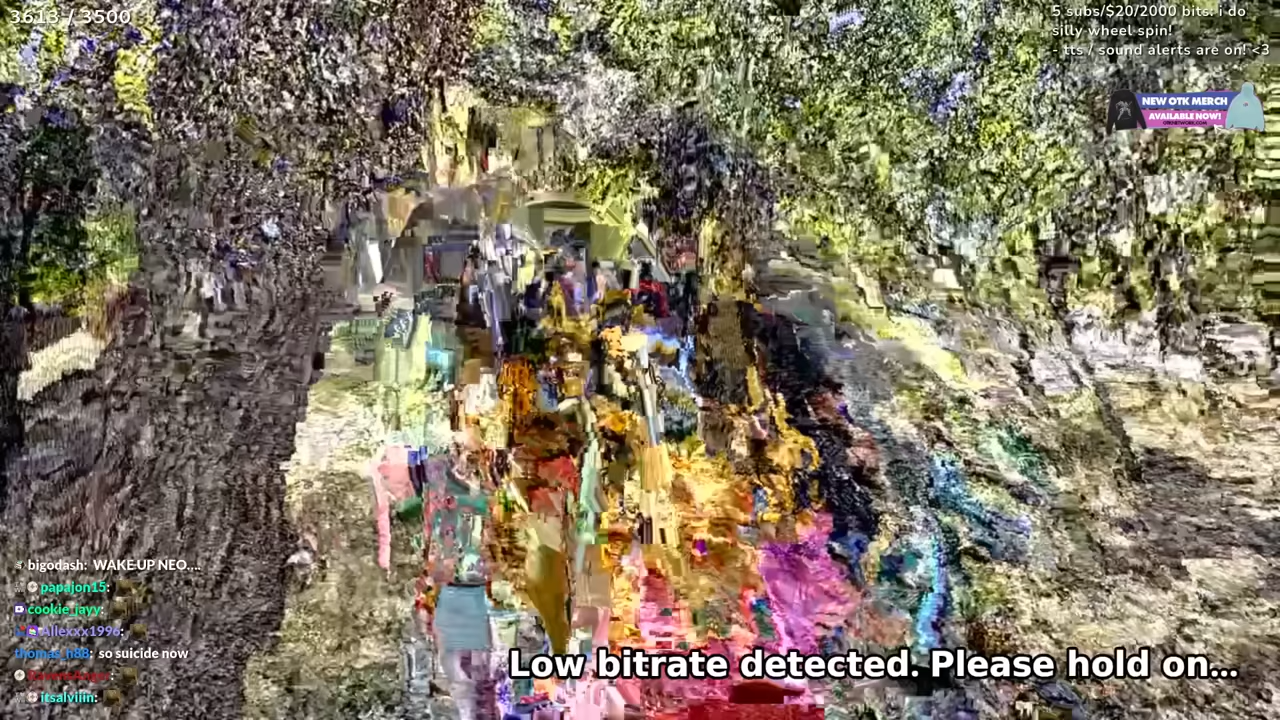 3613 / 3500
5 subs/$20/2000 bits: i do
silly wheel spin!
- tts / sound alerts are on! <3
NEW OTK MERCH
AVAILABLE NOW!
bigodash: WAKE UP NEO....
papajon15:
cookie_jayy:
Allexxx1996:
thomas_h88: so suicide now
itsalviiin:
Low bitrate detected. Please hold on...